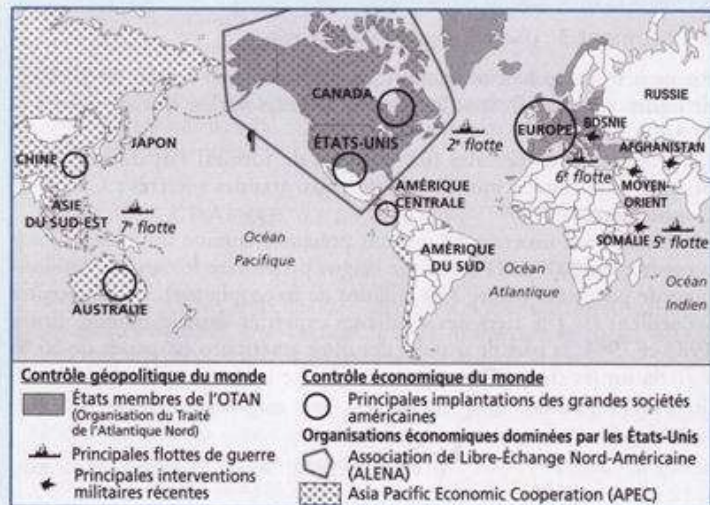 CANADA
ÉTATS-UNIS
2e flotte
EUROPE
BOSNIE
RUSSIE
AFGHANISTAN
6e flotte
MOYEN-
ORIENT
SOMALIE
5e flotte
CHINE
JAPON
ASIE
DU SUD-EST
7e flotte
AUSTRALIE
Océan
Pacifique
AMÉRIQUE
CENTRALE
AMÉRIQUE
DU SUD
Océan
Atlantique
Océan
Indien
Contrôle géopolitique du monde
États membres de l'OTAN
(Organisation du Traité
de l'Atlantique Nord)
Principales flottes de guerre
Principales interventions
militaires récentes
Contrôle économique du monde
Principales implantations des grandes sociétés
américaines
Organisations économiques dominées par les États-Unis
Association de Libre-Échange Nord-Américaine
(ALENA)
Asia Pacific Economic Cooperation (APEC)